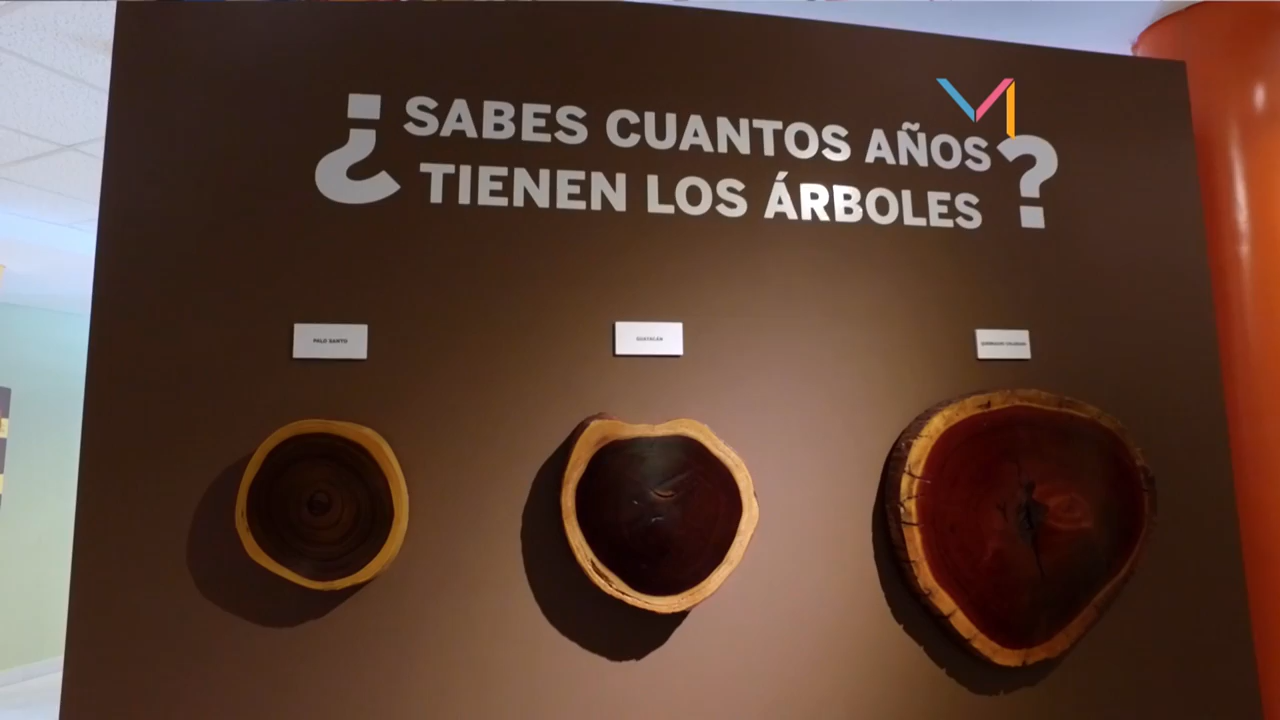 ¿SABES CUANTOS AÑOS
TIENEN LOS ÁRBOLES?
PALO SANTO
GUAYACÁN
QUEBRACHO COLORADO